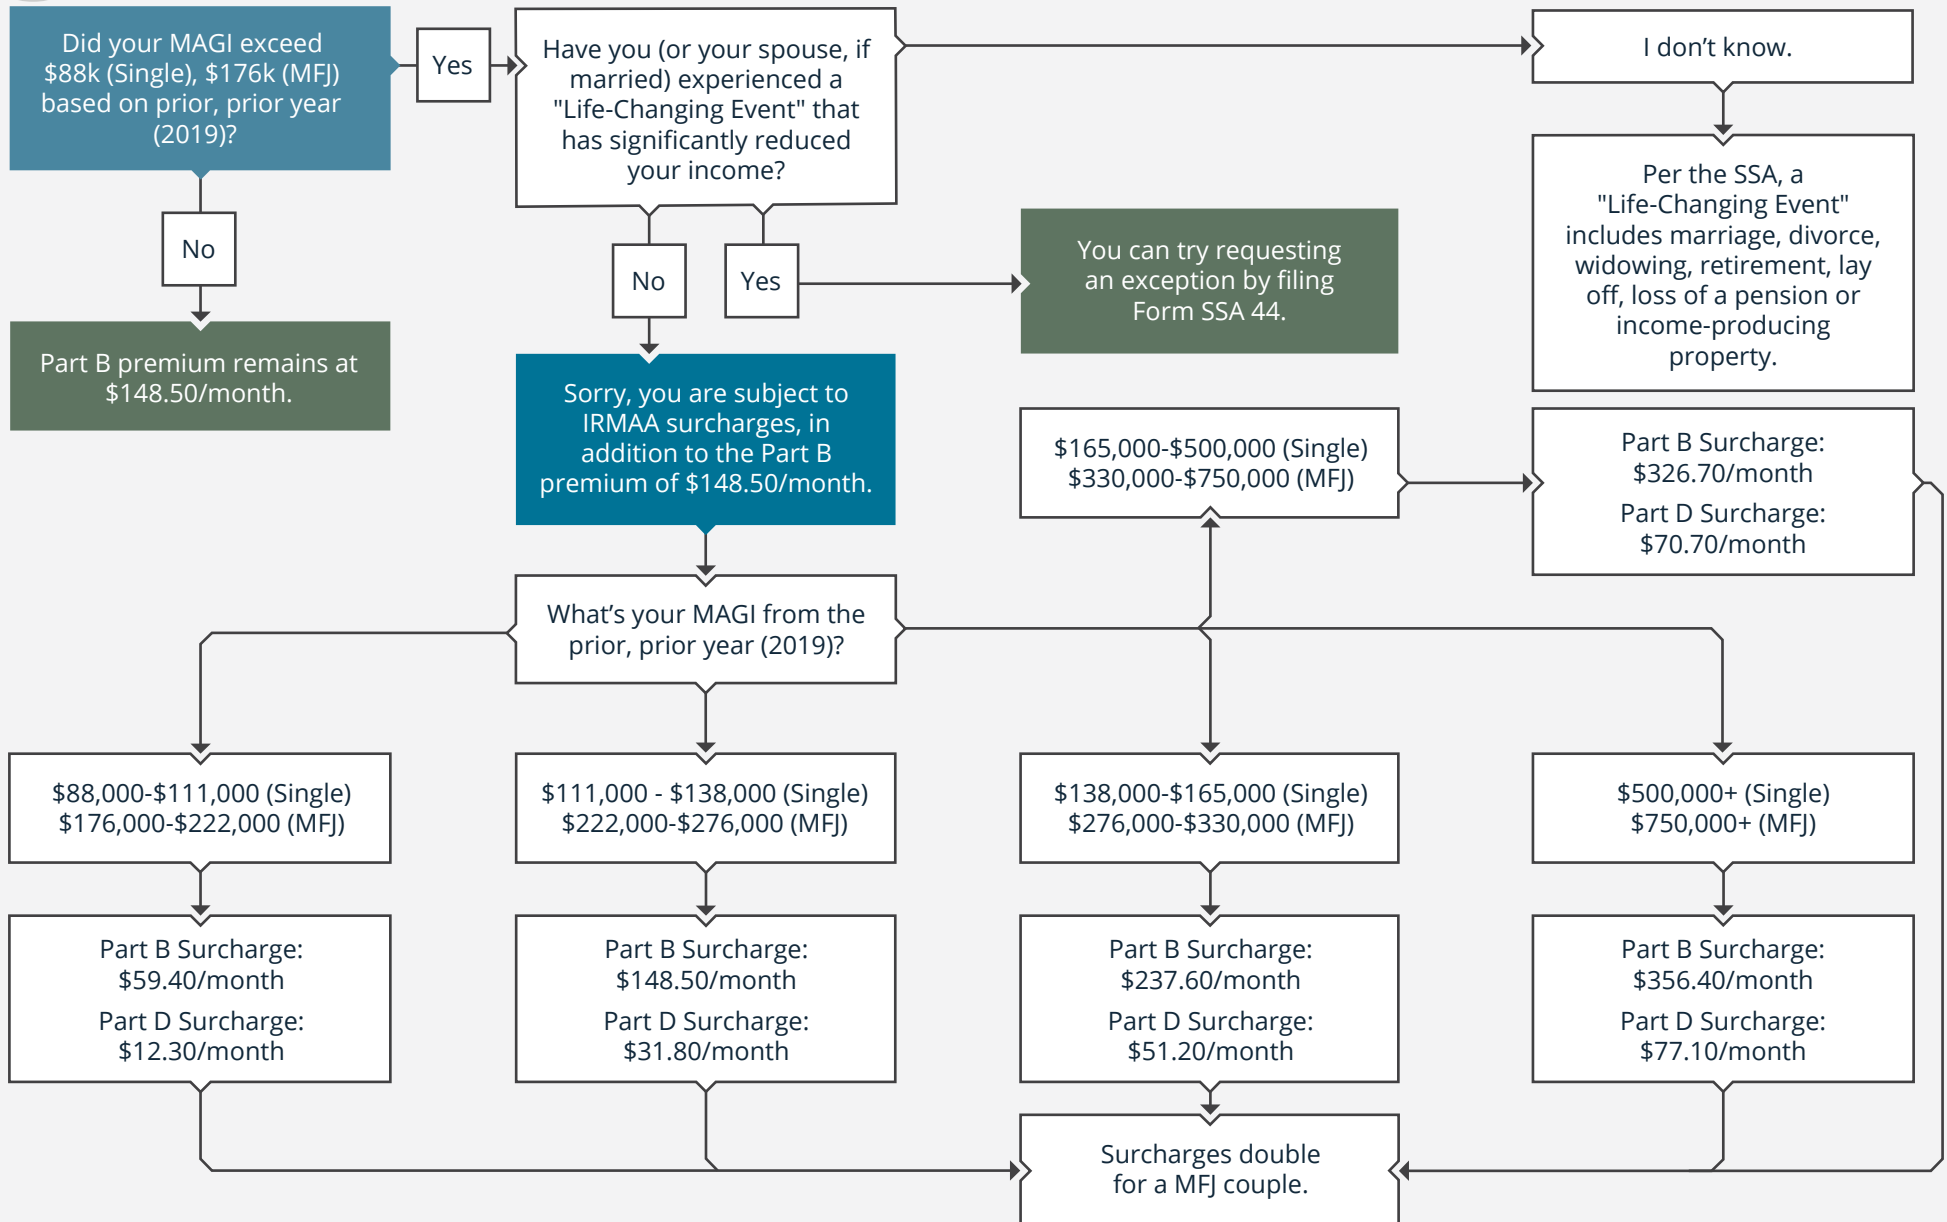 Did your MAGI exceed
$88k (Single), $176k (MFJ)
based on prior, prior year
(2019)?
Yes
Have you (or your spouse, if
married) experienced a
"Life-Changing Event" that
has significantly reduced
your income?
I don’t know.
Per the SSA, a
"Life-Changing Event"
includes marriage, divorce,
widowing, retirement, lay
off, loss of a pension or
income-producing
property.
No
Part B premium remains at
$148.50/month.
No
Yes
You can try requesting
an exception by filing
Form SSA 44.
Sorry, you are subject to
IRMAA surcharges, in
addition to the Part B
premium of $148.50/month.
What’s your MAGI from the
prior, prior year (2019)?
$165,000-$500,000 (Single)
$330,000-$750,000 (MFJ)
Part B Surcharge:
$326.70/month
Part D Surcharge:
$70.70/month
$88,000-$111,000 (Single)
$176,000-$222,000 (MFJ)
$111,000 - $138,000 (Single)
$222,000-$276,000 (MFJ)
$138,000-$165,000 (Single)
$276,000-$330,000 (MFJ)
$500,000+ (Single)
$750,000+ (MFJ)
Part B Surcharge:
$59.40/month
Part D Surcharge:
$12.30/month
Part B Surcharge:
$148.50/month
Part D Surcharge:
$31.80/month
Part B Surcharge:
$237.60/month
Part D Surcharge:
$51.20/month
Part B Surcharge:
$356.40/month
Part D Surcharge:
$77.10/month
Surcharges double
for a MFJ couple.